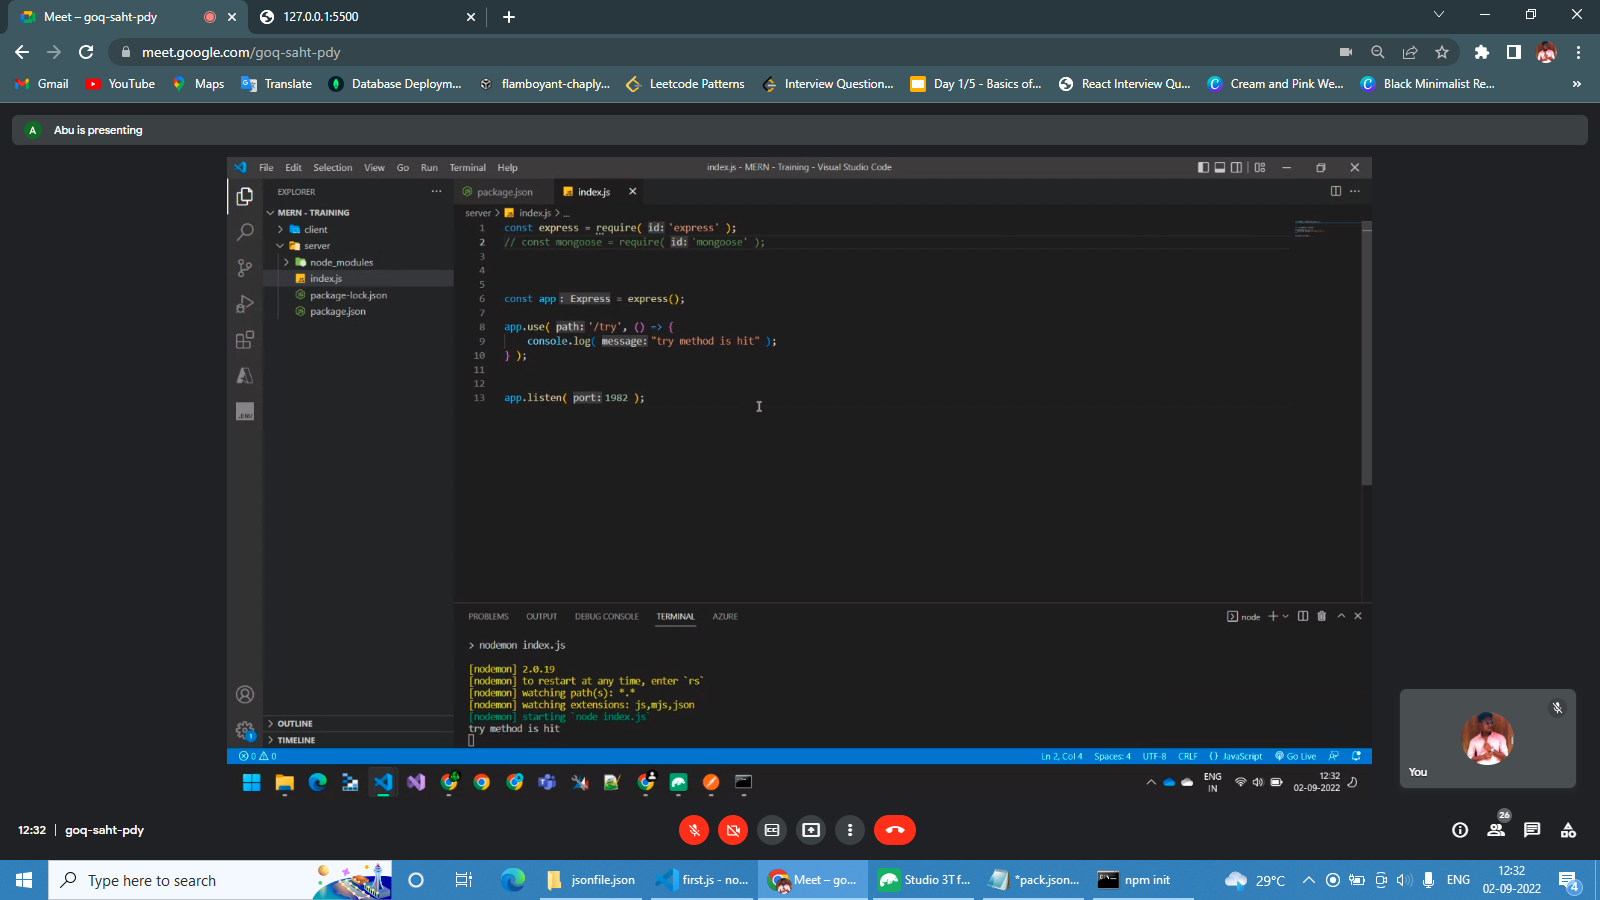 Meet – goq-saht-pdy
127.0.0.1:5500
meet.google.com/goq-saht-pdy
Gmail
YouTube
Maps
Translate
Database Deploym...
flamboyant-chaply...
Leetcode Patterns
Interview Question...
Day 1/5 - Basics of...
React Interview Qu...
Cream and Pink We...
Black Minimalist Re...
»
A Abu is presenting
File Edit Selection View Go Run Terminal Help
index.js - MERN - Training - Visual Studio Code
EXPLORER
...
MERN - TRAINING
client
server
node_modules
index.js
package-lock.json
package.json
OUTLINE
TIMELINE
.ENV
1
package.json
index.js
server > index.js > ...
1 const express = require( id: 'express' );
2 // const mongoose = require( id: 'mongoose' );
3
4
5
6 const app : Express = express();
7
8 app.use( path: '/try', () => {
9 console.log( message: "try method is hit" );
10 } );
11
12
13 app.listen( port: 1982 );
PROBLEMS OUTPUT DEBUG CONSOLE TERMINAL AZURE
node
> nodemon index.js
[nodemon] 2.0.19
[nodemon] to restart at any time, enter `rs`
[nodemon] watching path(s): *.*
[nodemon] watching extensions: js,mjs,json
[nodemon] starting `node index.js`
try method is hit
0 0
Ln 2, Col 4 Spaces: 4 UTF-8 CRLF {} JavaScript Go Live
ENG
IN
12:32
02-09-2022
You
12:32 | goq-saht-pdy
26
Type here to search
jsonfile.json
first.js - no...
Meet – go...
Studio 3T f...
*pack.json...
npm init
29°C
ENG
12:32
02-09-2022
4